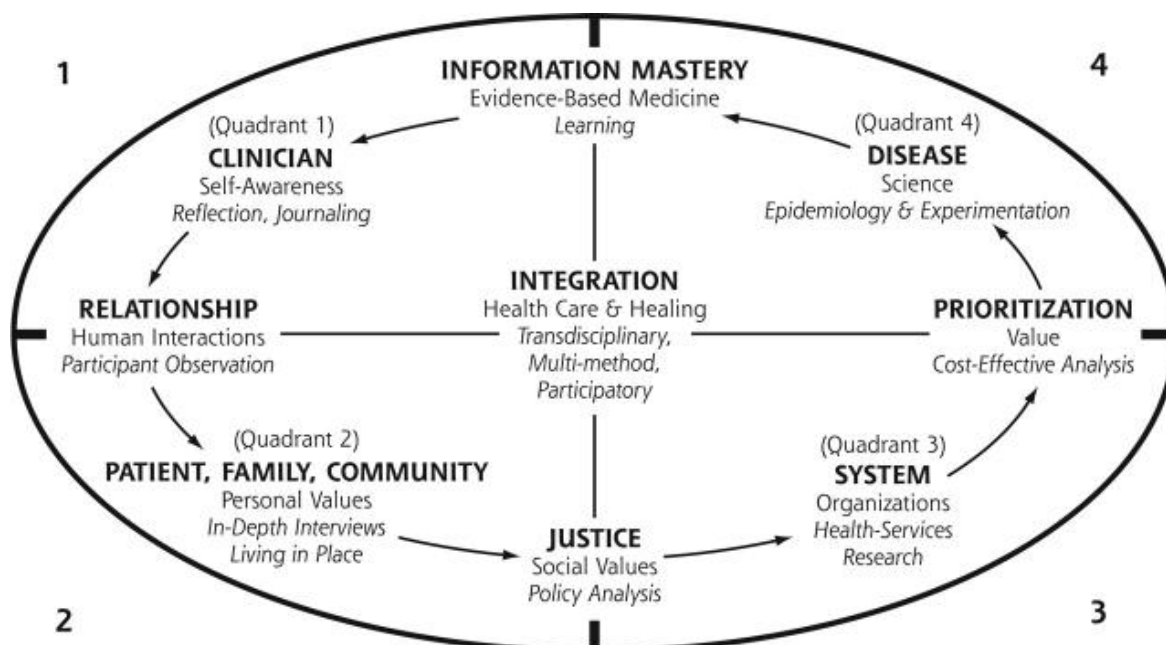 1
4
INFORMATION MASTERY
Evidence-Based Medicine
Learning
(Quadrant 1)
CLINICIAN
Self-Awareness
Reflection, Journaling
(Quadrant 4)
DISEASE
Science
Epidemiology & Experimentation
RELATIONSHIP
Human Interactions
Participant Observation
INTEGRATION
Health Care & Healing
Transdisciplinary,
Multi-method,
Participatory
PRIORITIZATION
Value
Cost-Effective Analysis
(Quadrant 2)
PATIENT, FAMILY, COMMUNITY
Personal Values
In-Depth Interviews
Living in Place
JUSTICE
Social Values
Policy Analysis
(Quadrant 3)
SYSTEM
Organizations
Health-Services
Research
2
3